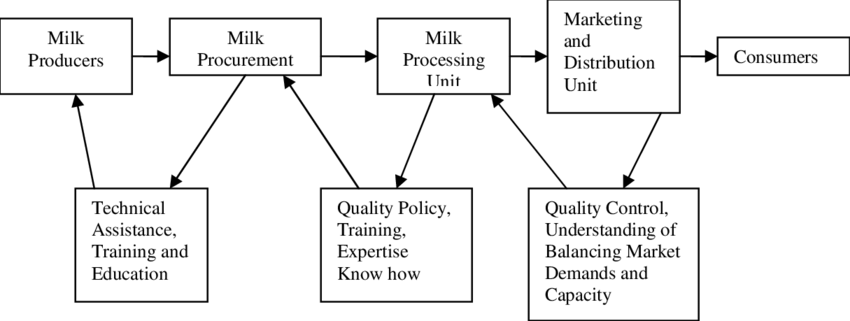 Milk
Producers
Milk
Procurement
Milk
Processing
Unit
Marketing
and
Distribution
Unit
Consumers
Technical
Assistance,
Training and
Education
Quality Policy,
Training,
Expertise
Know how
Quality Control,
Understanding of
Balancing Market
Demands and
Capacity